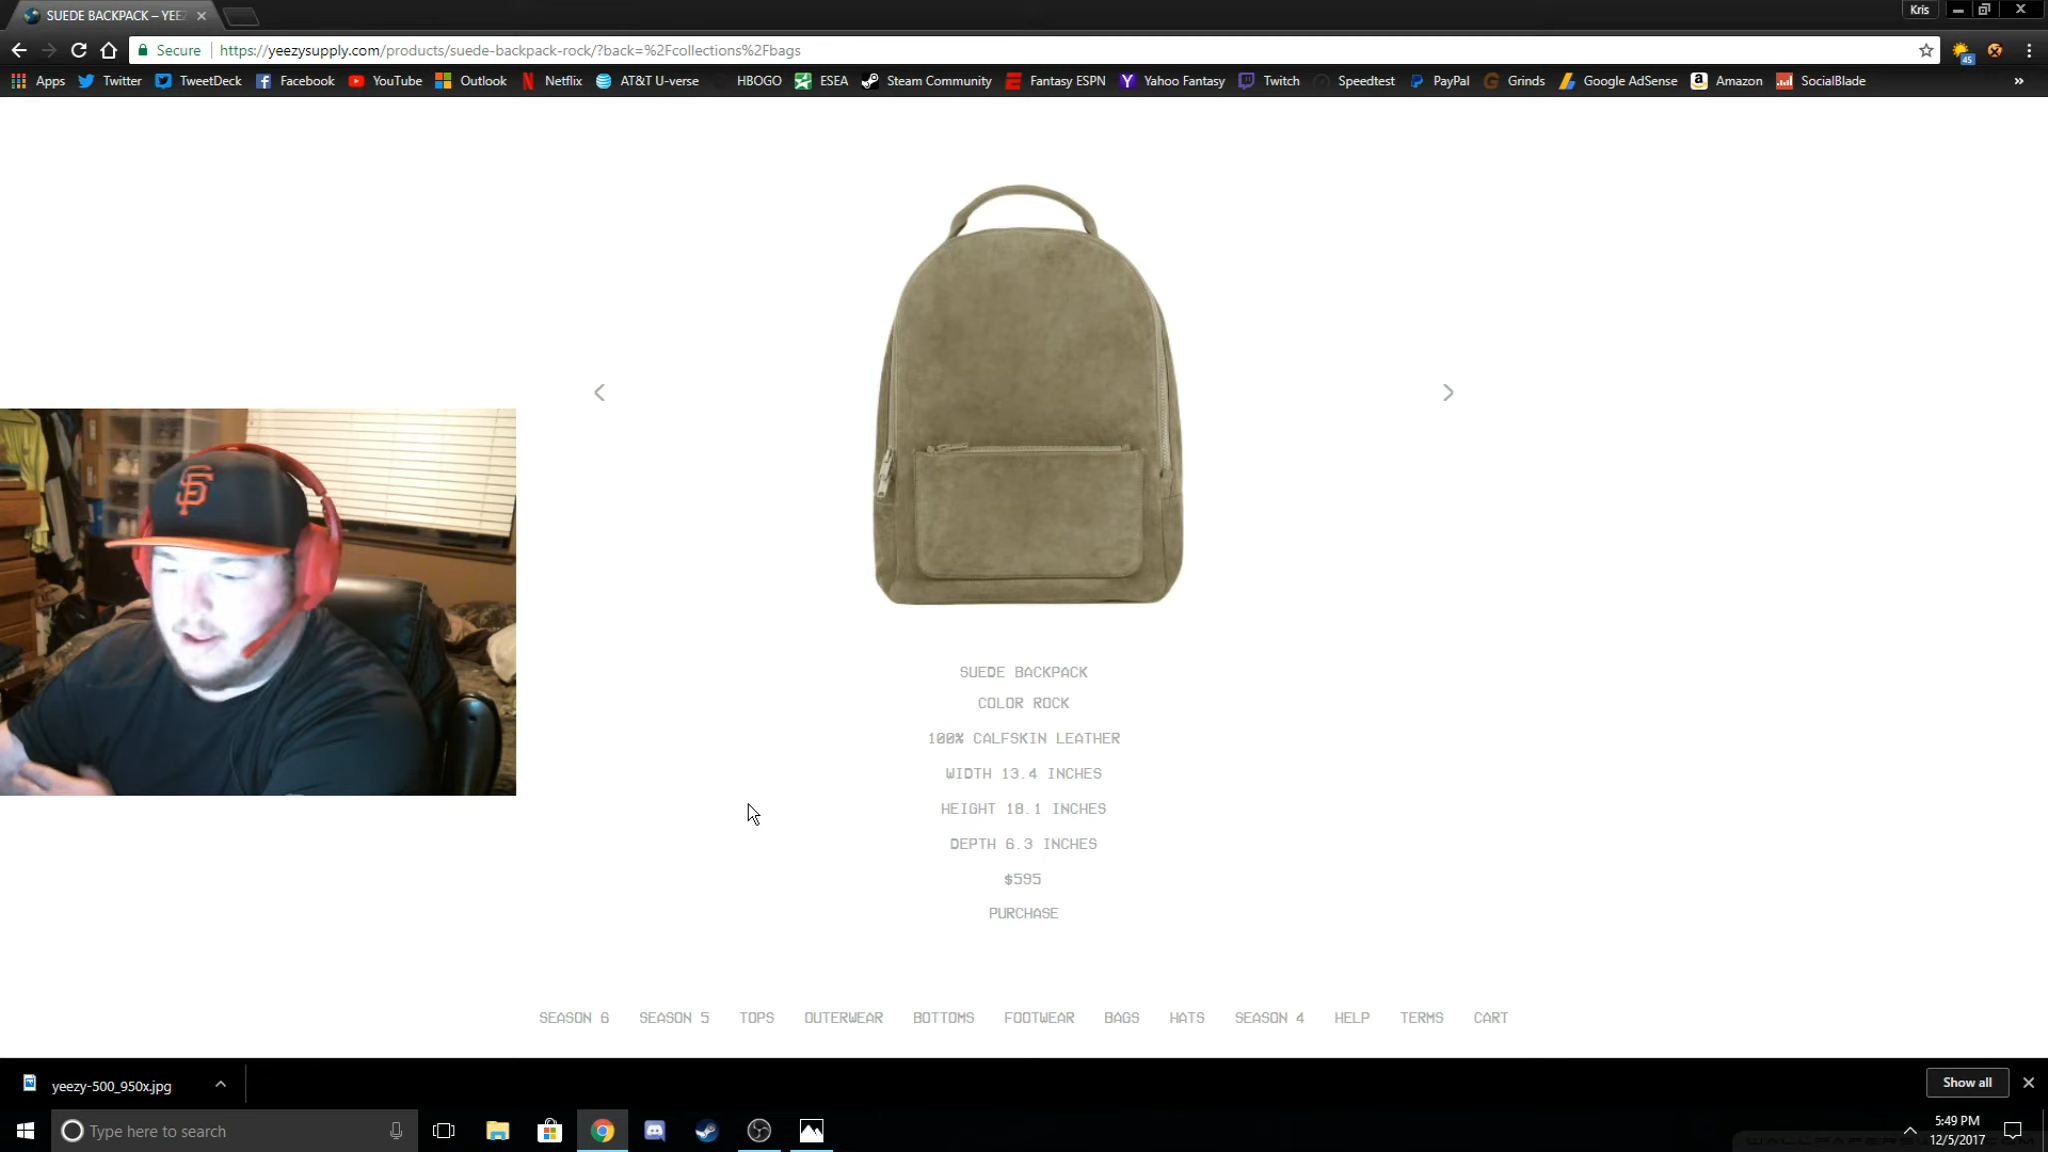 SUEDE BACKPACK – YEE
Kris
Secure https://yeezysupply.com/products/suede-backpack-rock/?back=%2Fcollections%2Fbags
45
Apps Twitter TweetDeck Facebook YouTube Outlook Netflix AT&T U-verse HBOGO ESEA Steam Community Fantasy ESPN Yahoo Fantasy Twitch Speedtest PayPal Grinds Google AdSense Amazon SocialBlade »
SF
SUEDE BACKPACK
COLOR ROCK
100% CALFSKIN LEATHER
WIDTH 13.4 INCHES
HEIGHT 18.1 INCHES
DEPTH 6.3 INCHES
$595
PURCHASE
SEASON 6 SEASON 5 TOPS OUTERWEAR BOTTOMS FOOTWEAR BAGS HATS SEASON 4 HELP TERMS CART
yeezy-500_950x.jpg
Show all
Type here to search
5:49 PM
12/5/2017